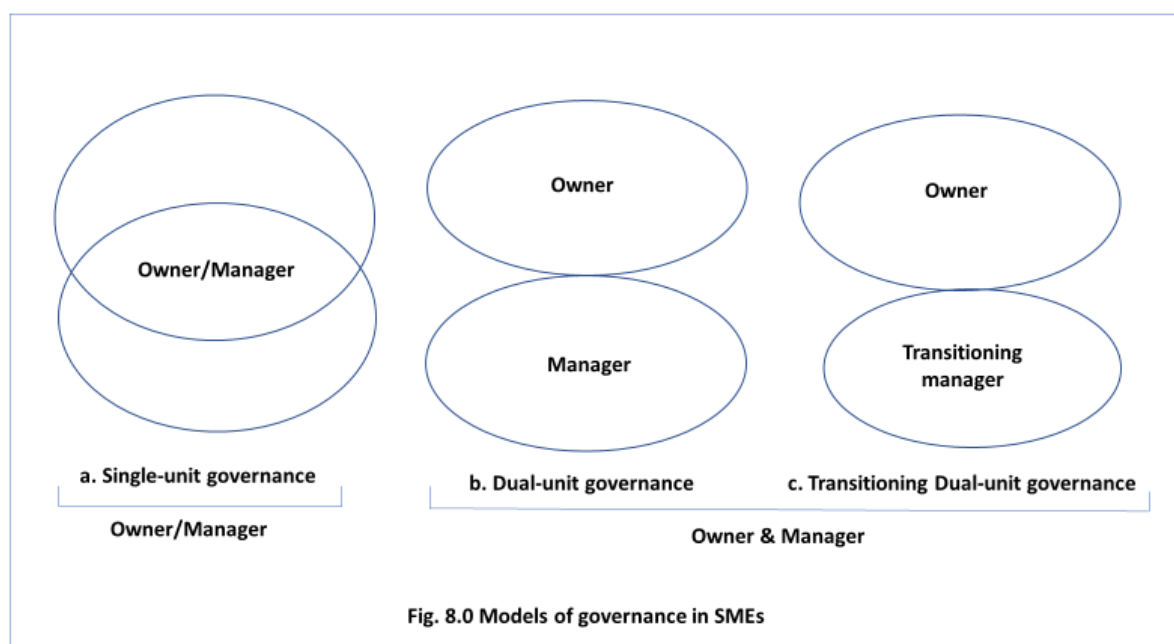 Owner/Manager
Owner
Manager
Owner
Transitioning
manager
a. Single-unit governance
b. Dual-unit governance
c. Transitioning Dual-unit governance
Owner/Manager
Owner & Manager
Fig. 8.0 Models of governance in SMEs